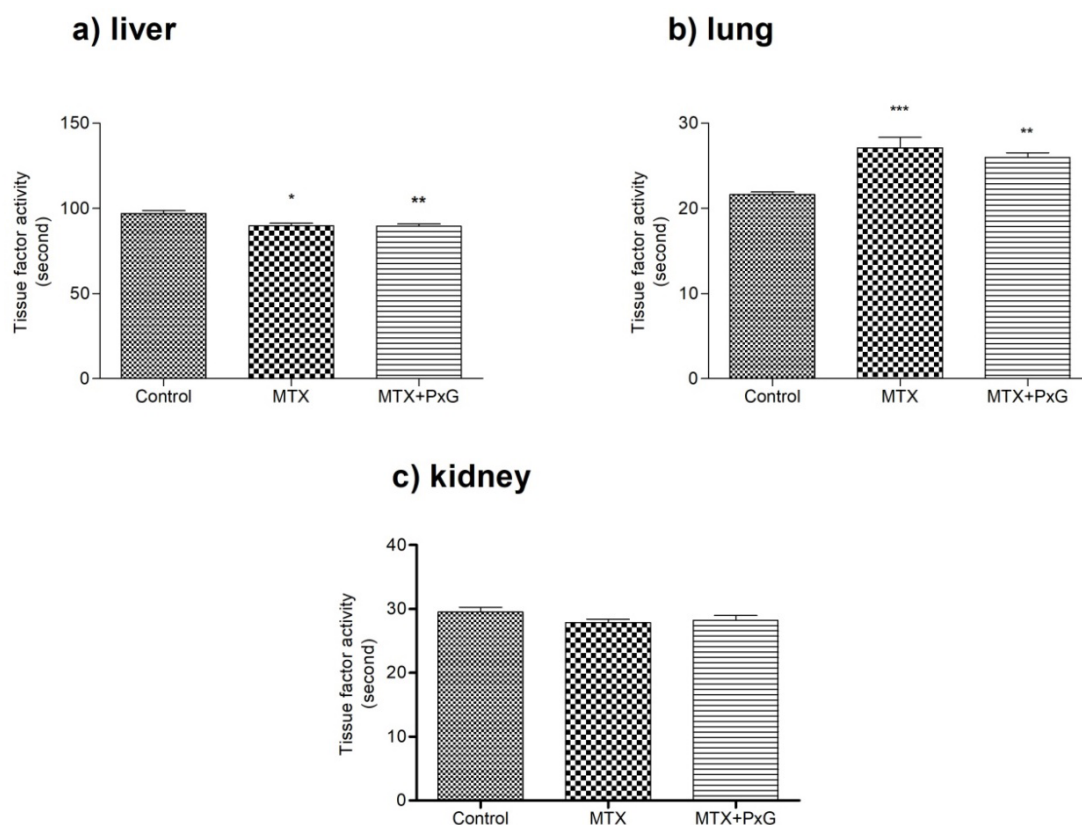 a) liver
Tissue factor activity
(second)
150
100
50
0
*
**
Control
MTX
MTX+PxG
b) lung
Tissue factor activity
(second)
30
20
10
0
***
**
Control
MTX
MTX+PxG
c) kidney
Tissue factor activity
(second)
40
30
20
10
0
Control
MTX
MTX+PxG